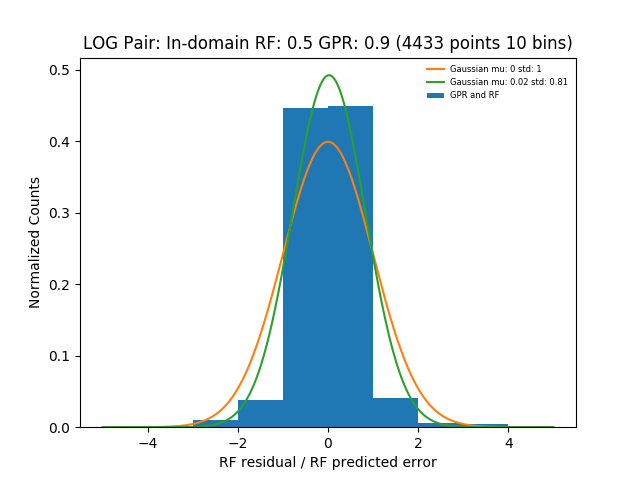 LOG Pair: In-domain RF: 0.5 GPR: 0.9 (4433 points 10 bins)
Gaussian mu: 0 std: 1
Gaussian mu: 0.02 std: 0.81
GPR and RF
Normalized Counts
0.5
0.4
0.3
0.2
0.1
0.0
−4
−2
0
2
4
RF residual / RF predicted error